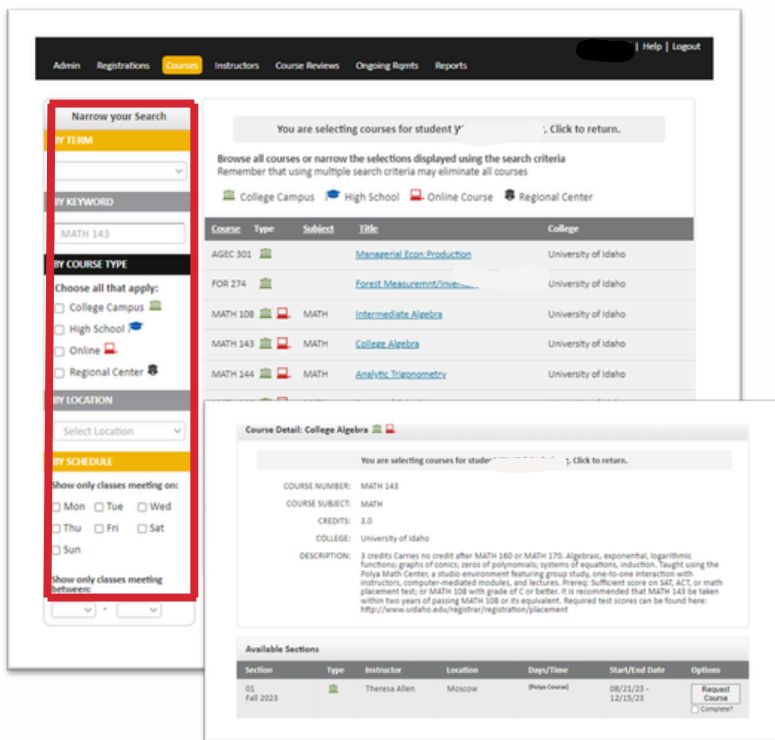 | Help | Logout
Admin Registrations Courses Instructors Course Reviews Ongoing Rqmts Reports
Narrow your Search
BY TERM
BY KEYWORD
MATH 143
BY COURSE TYPE
Choose all that apply:
College Campus
High School
Online
Regional Center
BY LOCATION
Select Location
BY SCHEDULE
Show only classes meeting on:
Mon Tue Wed
Thu Fri Sat
Sun
Show only classes meeting
between:
-
You are selecting courses for student . Click to return.
Browse all courses or narrow the selections displayed using the search criteria
Remember that using multiple search criteria may eliminate all courses
College Campus High School Online Course Regional Center
Course Type Subject Title College
AGEC 301 Managerial Econ Production University of Idaho
FOR 274 Forest Measuremnt/ University of Idaho
MATH 108 MATH Intermediate Algebra University of Idaho
MATH 143 MATH College Algebra University of Idaho
MATH 144 MATH Analytic Trigonometry University of Idaho
Course Detail: College Algebra
You are selecting courses for student . Click to return.
COURSE NUMBER: MATH 143
COURSE SUBJECT: MATH
CREDITS: 3.0
COLLEGE: University of Idaho
DESCRIPTION: 3 credits Carries no credit after MATH 160 or MATH 170. Algebraic, exponential, logarithmic
functions; graphs of conics; zeros of polynomials; systems of equations, induction. Taught using the
Polya Math Center, a studio environment featuring group study, one-to-one interaction with
instructors, computer-mediated modules, and lectures. Prereq: Sufficient score on SAT, ACT, or math
placement test; or MATH 108 with grade of C or better. It is recommended that MATH 143 be taken
within two years of passing MATH 108 or its equivalent. Required test scores can be found here:
http://www.uidaho.edu/registrar/registration/placement
Available Sections
Section Type Instructor Location Days/Time Start/End Date Options
01 Theresa Allen Moscow (Polya Course) 08/21/23 - Request
Fall 2023 12/15/23 Course
Complete?